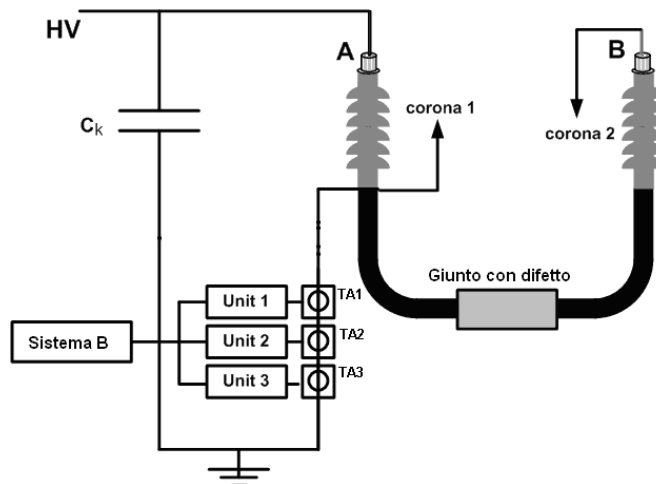 HV
A
B
corona 1
corona 2
Ck
Giunto con difetto
Unit 1
TA1
Sistema B
Unit 2
TA2
Unit 3
TA3